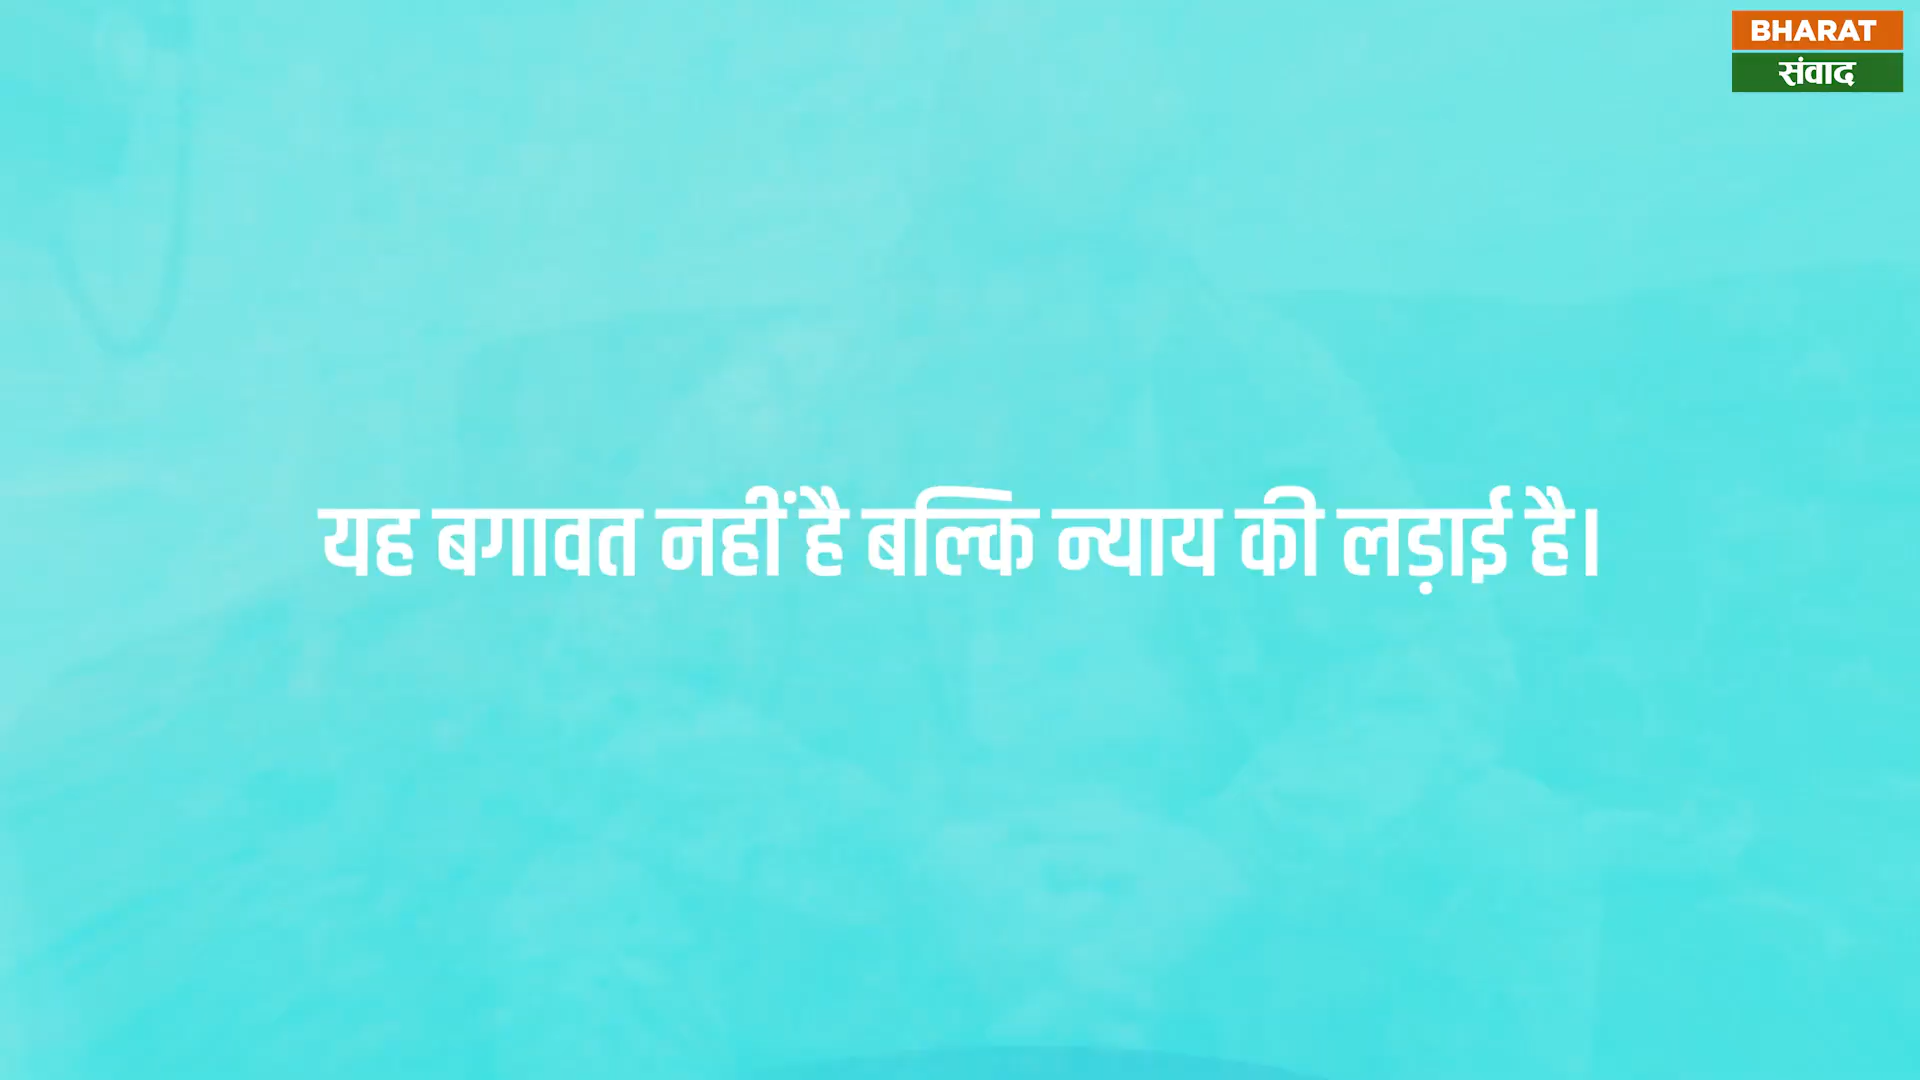 BHARAT
संवाद
यह बगावत नहीं है बल्कि न्याय की लड़ाई है।